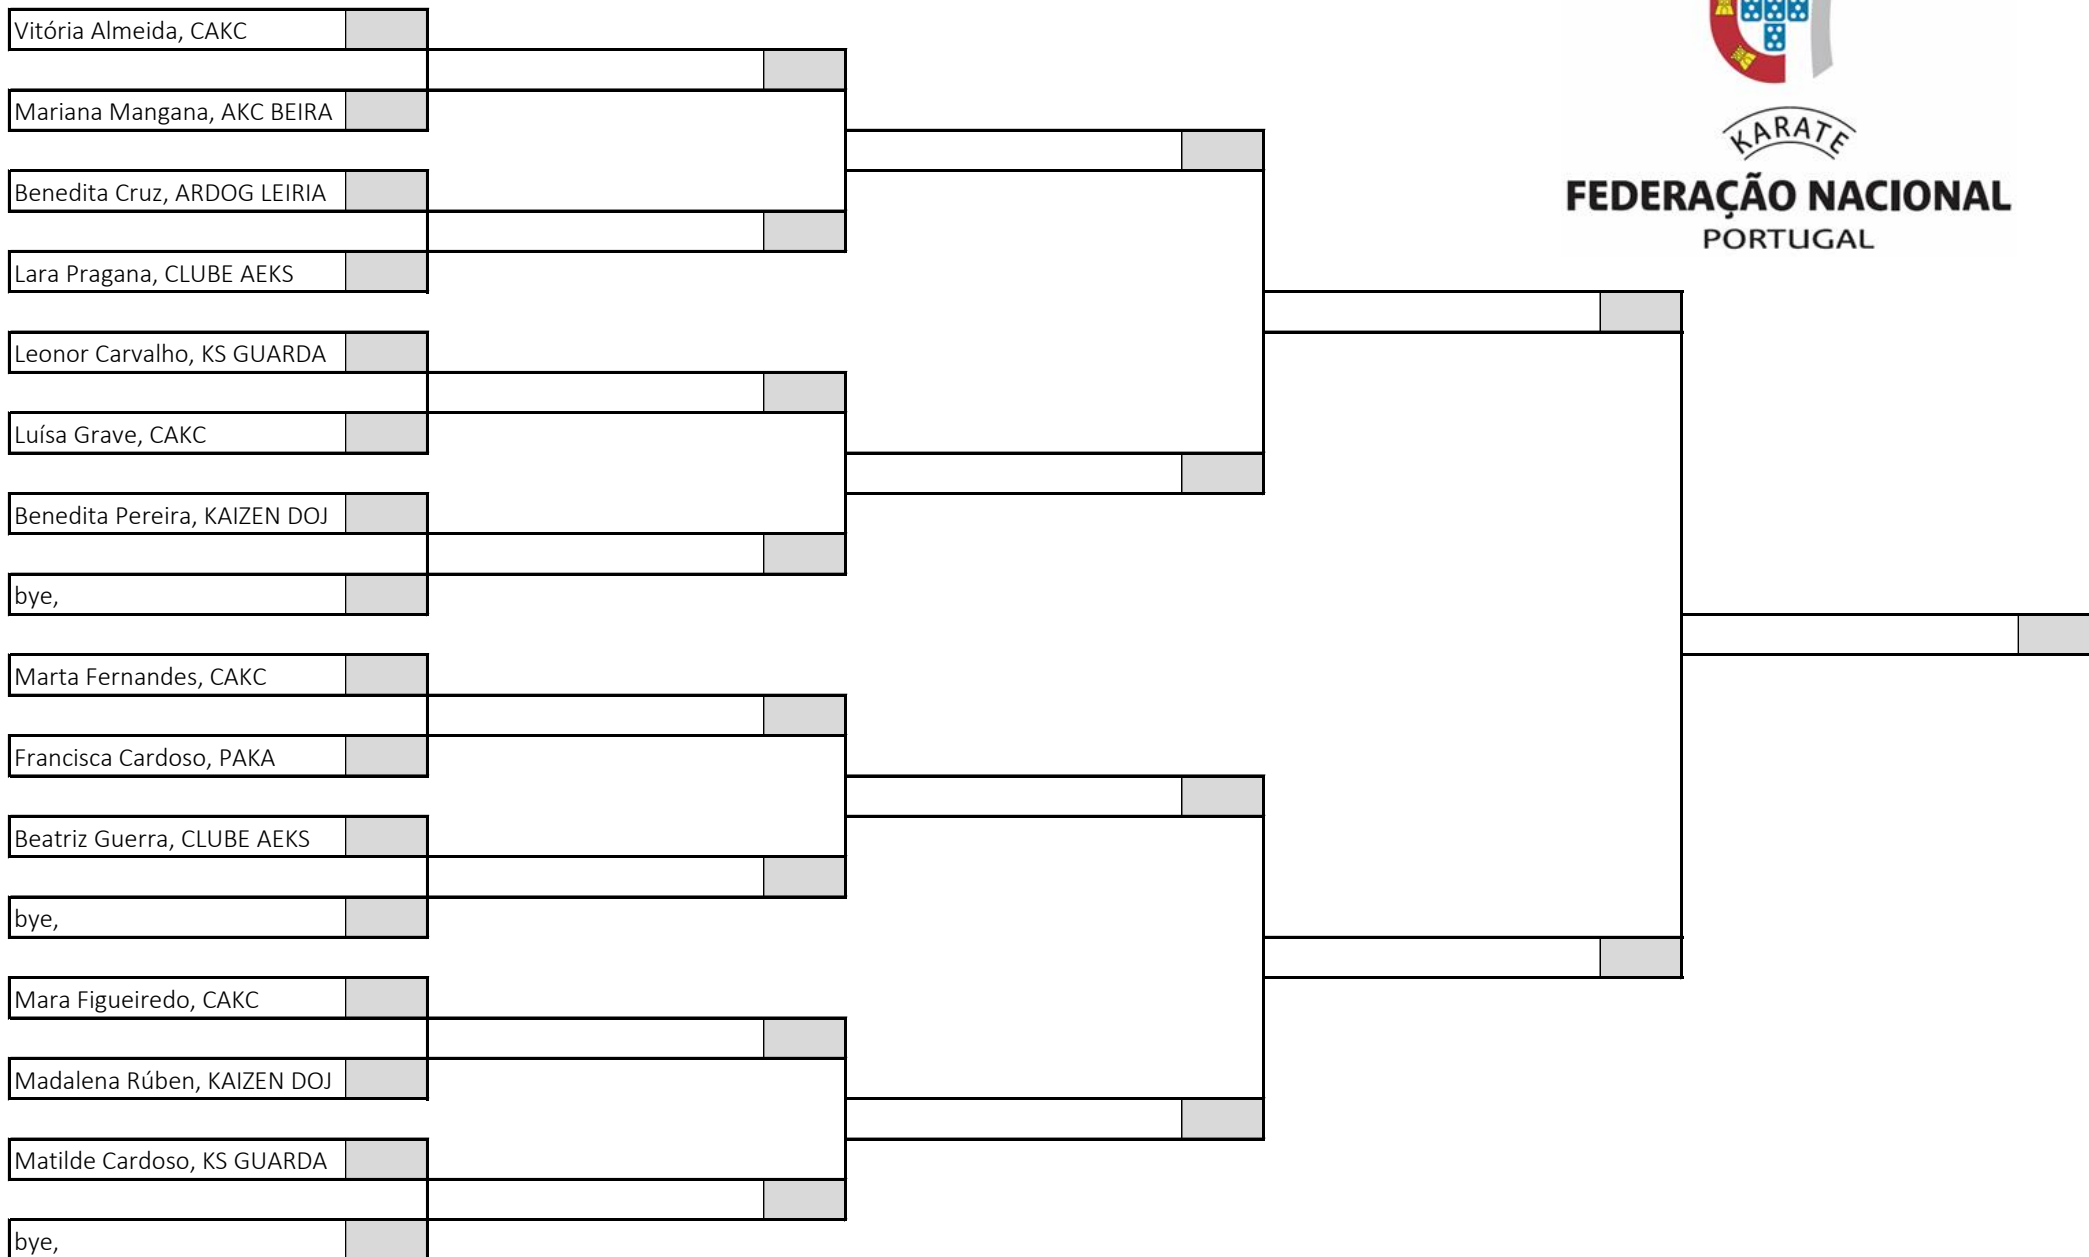 Vitória Almeida, CAKC
Mariana Mangana, AKC BEIRA
Benedita Cruz, ARDOG LEIRIA
Lara Pragana, CLUBE AEKS
Leonor Carvalho, KS GUARDA
Luísa Grave, CAKC
Benedita Pereira, KAIZEN DOJ
bye,
Marta Fernandes, CAKC
Francisca Cardoso, PAKA
Beatriz Guerra, CLUBE AEKS
bye,
Mara Figueiredo, CAKC
Madalena Rúben, KAIZEN DOJ
Matilde Cardoso, KS GUARDA
bye,
KARATE
FEDERAÇÃO NACIONAL
PORTUGAL